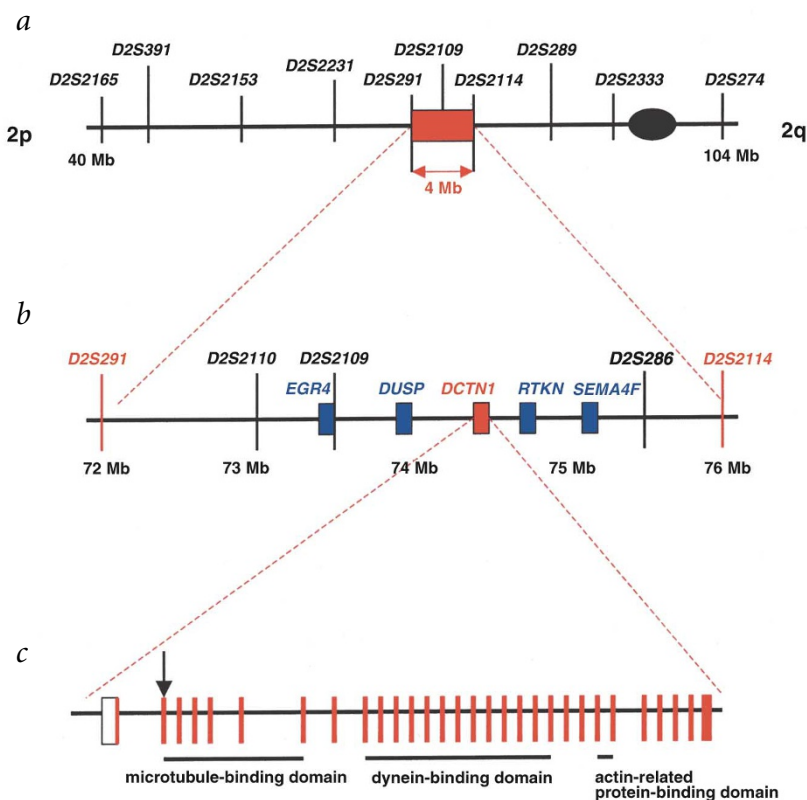 a
D2S391
D2S2109
D2S289
D2S2231
D2S2165
D2S2153
D2S291
D2S2114
D2S2333
D2S274
2p
2q
40 Mb
104 Mb
4 Mb
b
D2S291
D2S2110
D2S2109
D2S286
D2S2114
EGR4
DUSP
DCTN1
RTKN
SEMA4F
72 Mb
73 Mb
74 Mb
75 Mb
76 Mb
c
microtubule-binding domain
dynein-binding domain
actin-related
protein-binding domain